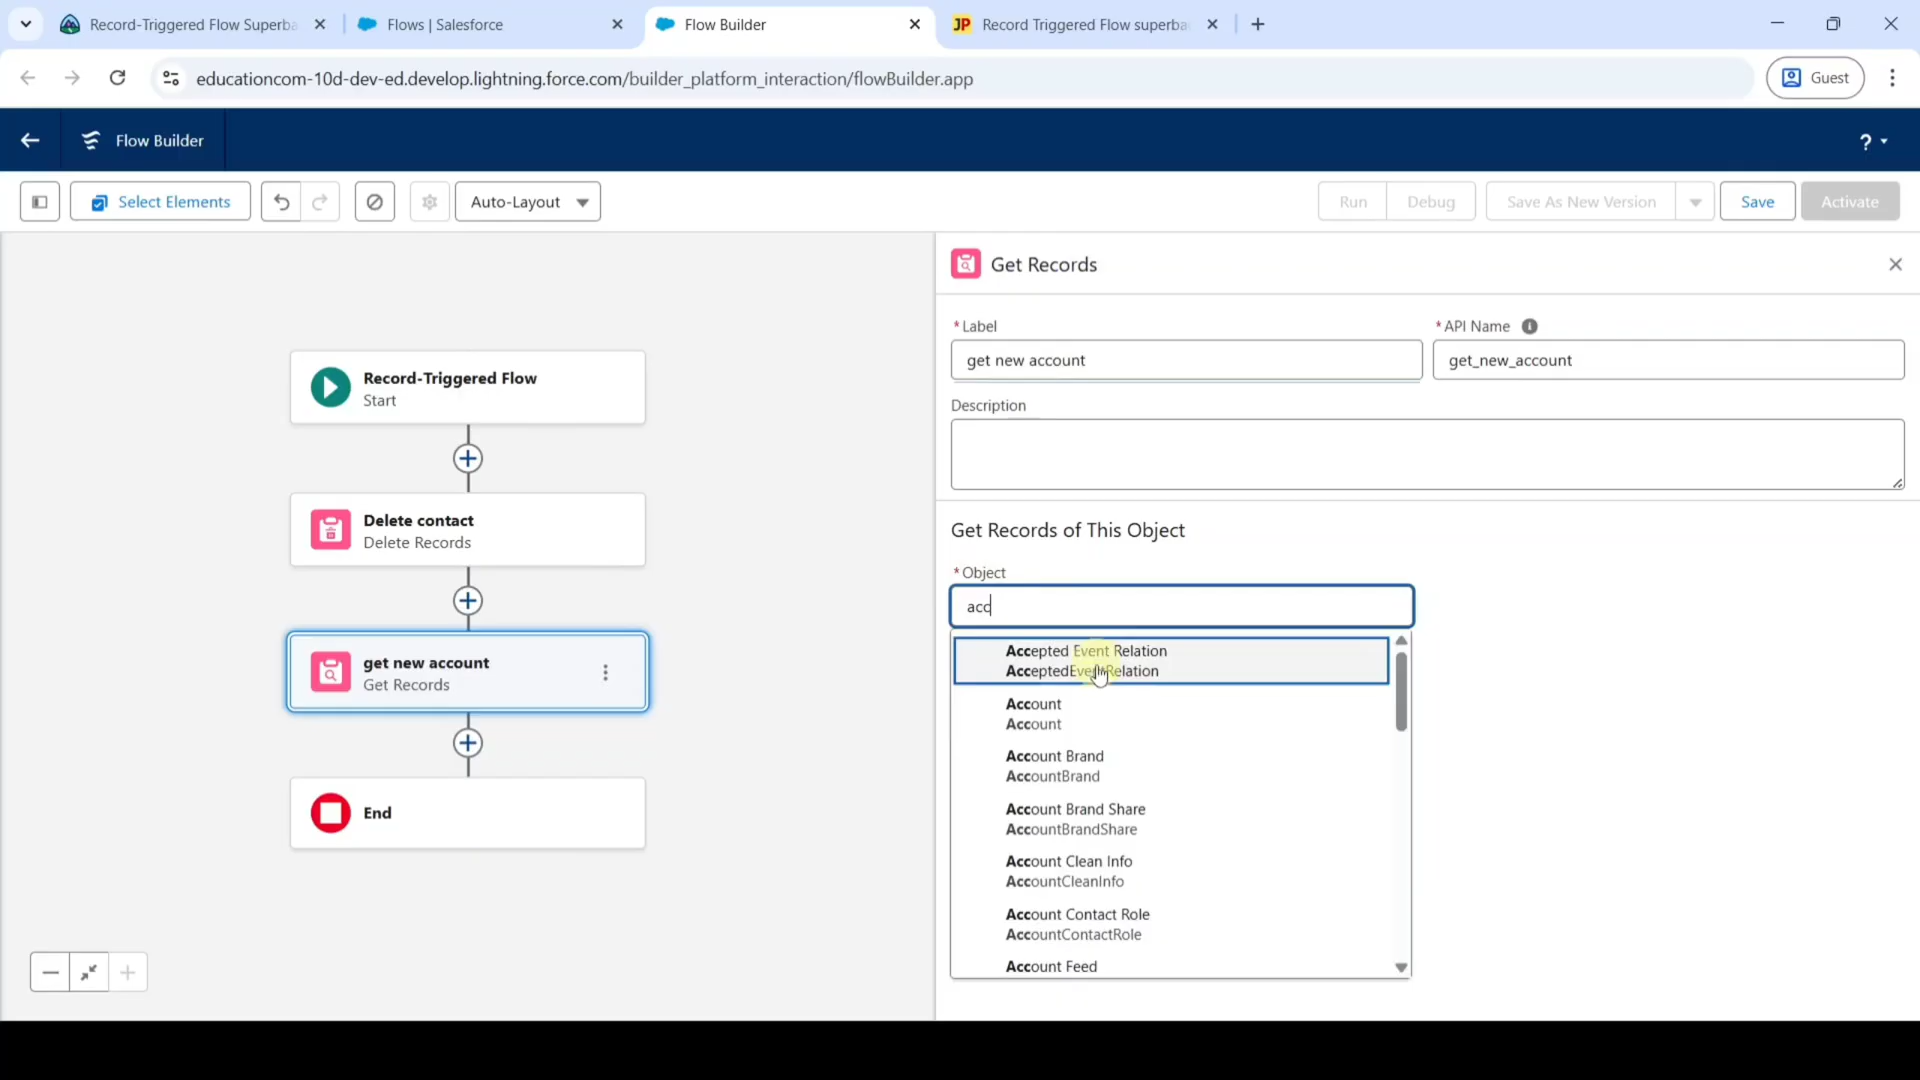 Record-Triggered Flow Superba
Flows | Salesforce
Flow Builder
JP
Record Triggered Flow superba
educationcom-10d-dev-ed.develop.lightning.force.com/builder_platform_interaction/flowBuilder.app
Guest
Flow Builder
?
Select Elements
Auto-Layout
Run
Debug
Save As New Version
Save
Activate
Get Records
* Label
* API Name
get new account
get_new_account
Description
Get Records of This Object
* Object
acc
Accepted Event Relation
AcceptedEventRelation
Account
Account
Account Brand
AccountBrand
Account Brand Share
AccountBrandShare
Account Clean Info
AccountCleanInfo
Account Contact Role
AccountContactRole
Account Feed
Record-Triggered Flow
Start
Delete contact
Delete Records
get new account
Get Records
End